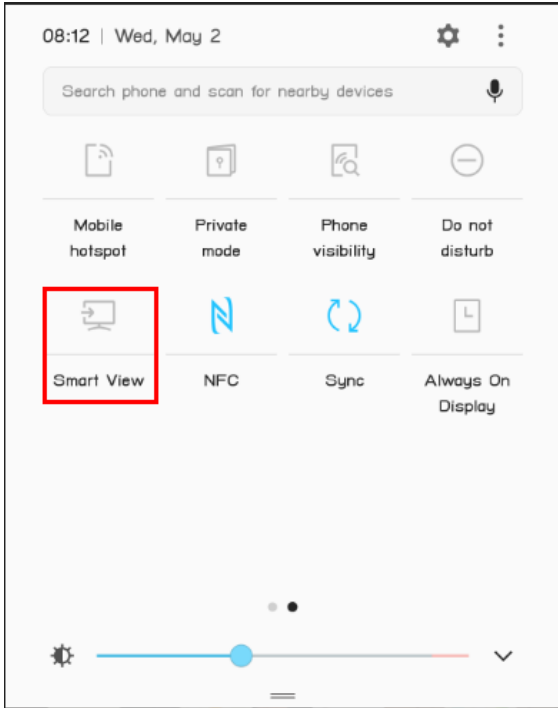 08:12 | Wed, May 2
Search phone and scan for nearby devices
Mobile hotspot
Private mode
Phone visibility
Do not disturb
Smart View
NFC
Sync
Always On Display